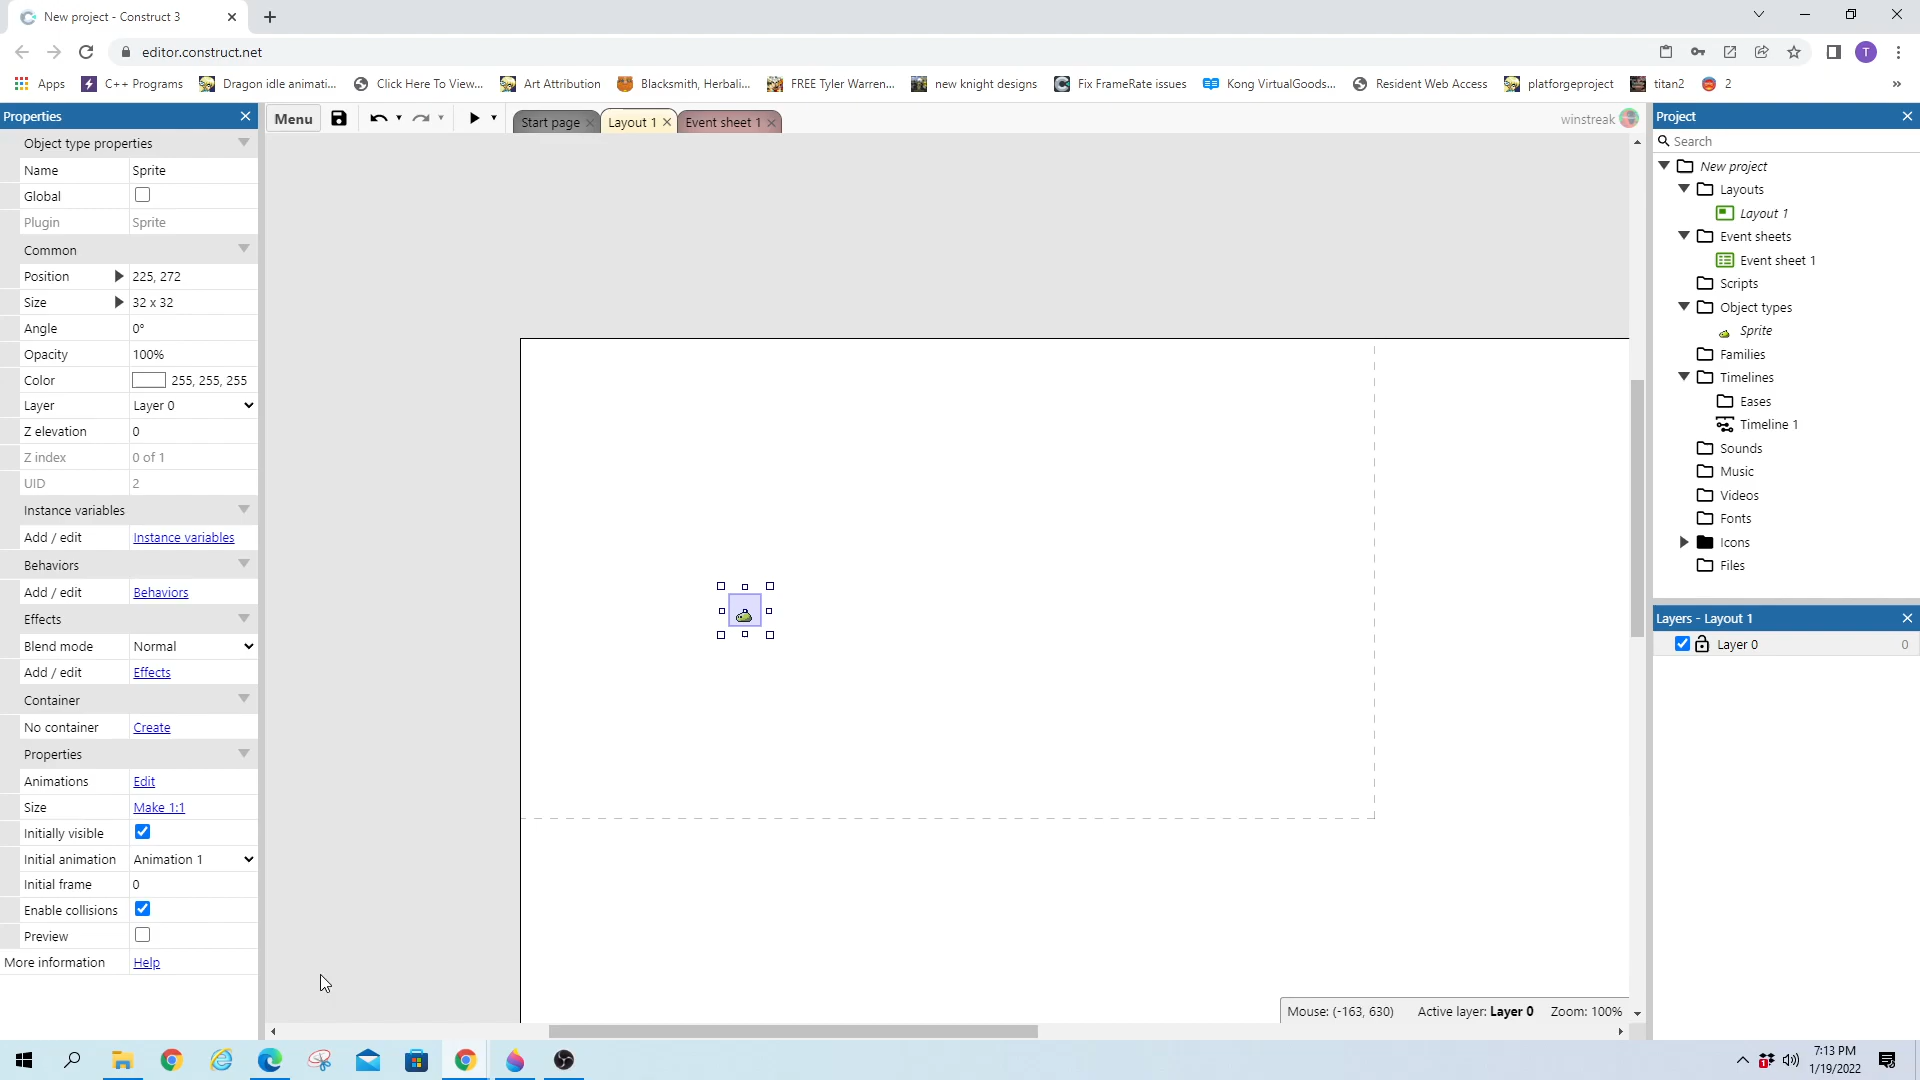 New project - Construct 3
editor.construct.net
T
Apps
C++ Programs
Dragon idle animati...
Click Here To View...
Art Attribution
Blacksmith, Herbali...
FREE Tyler Warren...
new knight designs
Fix FrameRate issues
Kong VirtualGoods...
Resident Web Access
platforgeproject
titan2
2
»
Properties
Menu
Start page
Layout 1
Event sheet 1
winstreak
Project
Object type properties
Name Sprite
Global
Plugin Sprite
Common
Position 225, 272
Size 32 x 32
Angle 0°
Opacity 100%
Color 255, 255, 255
Layer Layer 0
Z elevation 0
Z index 0 of 1
UID 2
Instance variables
Add / edit Instance variables
Behaviors
Add / edit Behaviors
Effects
Blend mode Normal
Add / edit Effects
Container
No container Create
Properties
Animations Edit
Size Make 1:1
Initially visible
Initial animation Animation 1
Initial frame 0
Enable collisions
Preview
More information Help
Search
New project
Layouts
Layout 1
Event sheets
Event sheet 1
Scripts
Object types
Sprite
Families
Timelines
Eases
Timeline 1
Sounds
Music
Videos
Fonts
Icons
Files
Layers - Layout 1
Layer 0 0
Mouse: (-163, 630) Active layer: Layer 0 Zoom: 100%
7:13 PM
1/19/2022